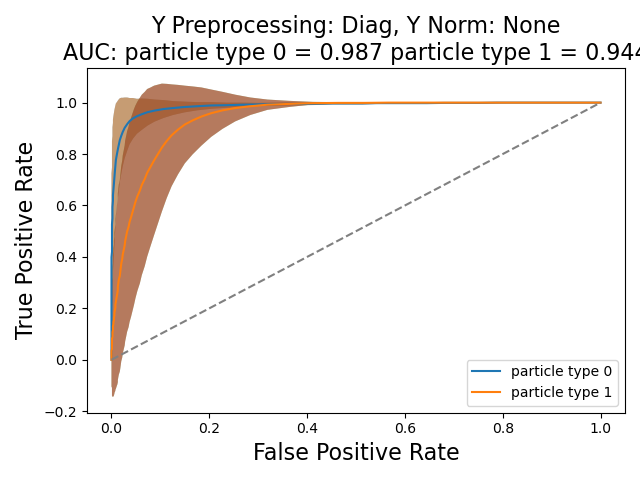 Y Preprocessing: Diag, Y Norm: None
AUC: particle type 0 = 0.987 particle type 1 = 0.944
True Positive Rate
1.0
0.8
0.6
0.4
0.2
0.0
−0.2
particle type 0
particle type 1
0.0 0.2 0.4 0.6 0.8 1.0
False Positive Rate